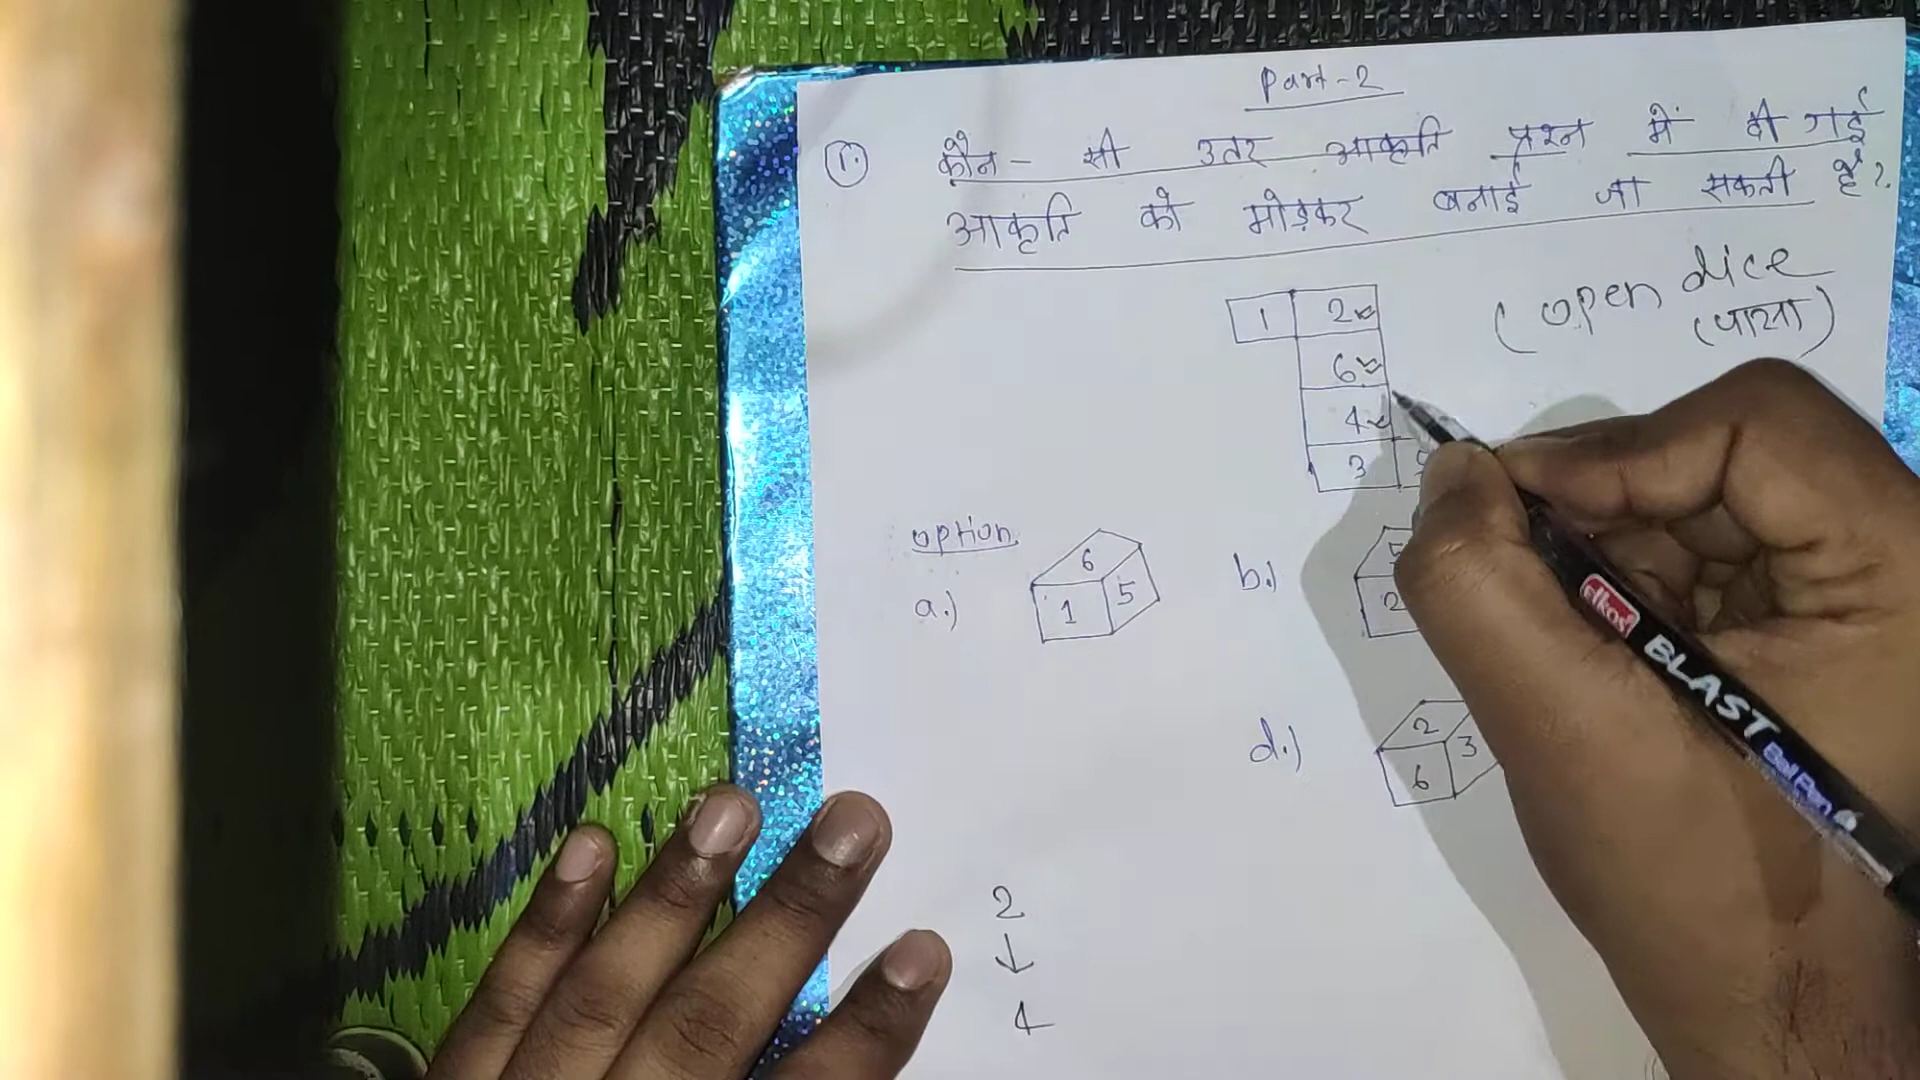 Part-2
1. कौन-सी उतर आकृति प्रश्न में दी गई
आकृति को मोड़कर बनाई जा सकती है?
(open dice
(पासा)
1 2
6
4
3
option
a.) 6 1 5
b.) 2
d.) 2 6 3
2
↓
4
elkos
BLAST